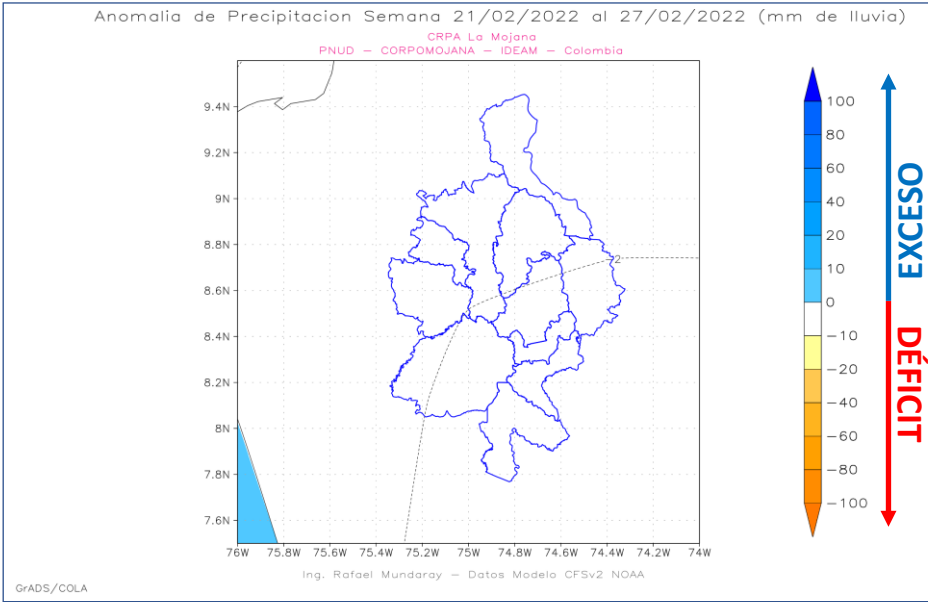 Anomalia de Precipitacion Semana 21/02/2022 al 27/02/2022 (mm de lluvia)
CRPA La Mojana
PNUD – CORPOMOJANA – IDEAM – Colombia
9.4N
9.2N
9N
8.8N
8.6N
8.4N
8.2N
8N
7.8N
7.6N
-2
76W 75.8W 75.6W 75.4W 75.2W 75W 74.8W 74.6W 74.4W 74.2W 74W
100
80
60
40
20
10
0
−10
−20
−40
−60
−80
−100
EXCESO
DÉFICIT
Ing. Rafael Mundaray – Datos Modelo CFSv2 NOAA
GrADS/COLA